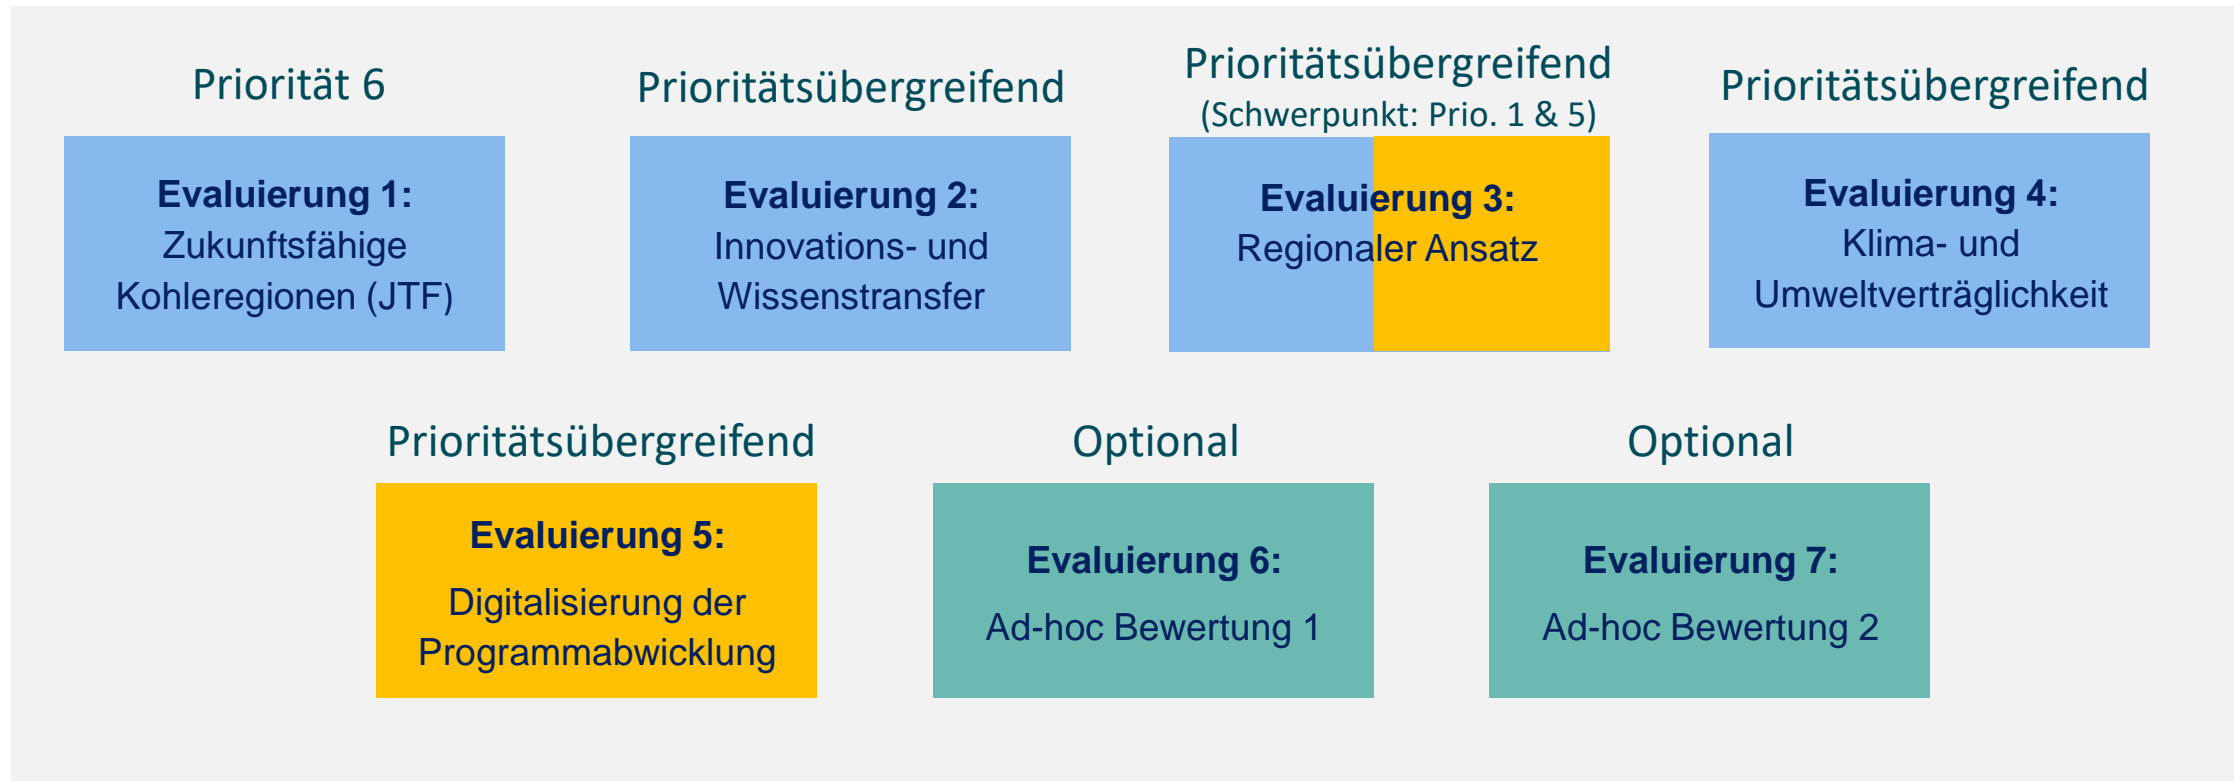 Priorität 6
Evaluierung 1:
Zukunftsfähige
Kohleregionen (JTF)
Prioritätsübergreifend
Evaluierung 2:
Innovations- und
Wissenstransfer
Prioritätsübergreifend
(Schwerpunkt: Prio. 1 & 5)
Evaluierung 3:
Regionaler Ansatz
Prioritätsübergreifend
Evaluierung 4:
Klima- und
Umweltverträglichkeit
Prioritätsübergreifend
Evaluierung 5:
Digitalisierung der
Programmabwicklung
Optional
Evaluierung 6:
Ad-hoc Bewertung 1
Optional
Evaluierung 7:
Ad-hoc Bewertung 2